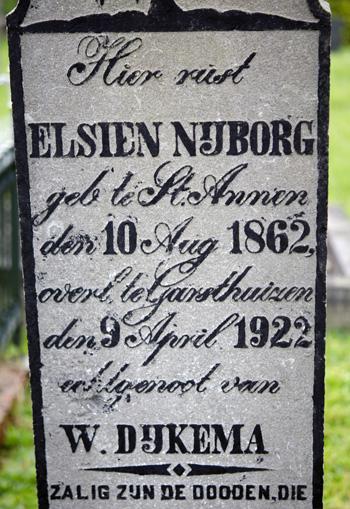 Hier rust
ELSIEN NIJBORG
geb te St. Annen
den 10 Aug 1862,
overl. te Garsthuizen
den 9 April 1922
echtgenoot van
W. DIJKEMA
ZALIG ZIJN DE DOODEN, DIE